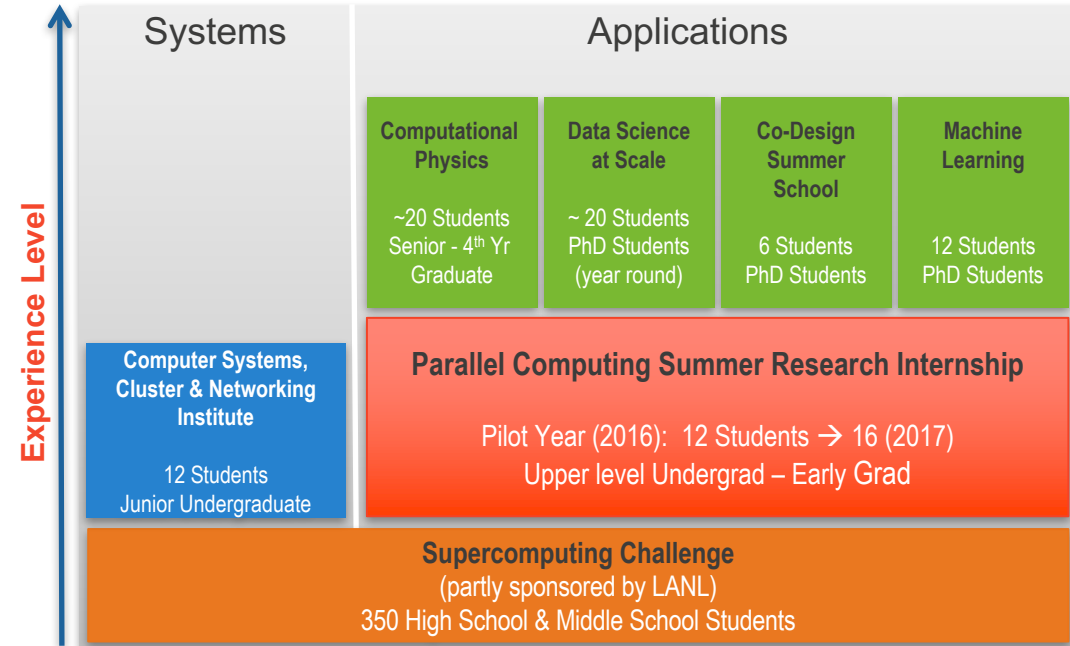 Experience Level
Systems
Applications
Computational
Physics
~20 Students
Senior - 4th Yr
Graduate
Data Science
at Scale
~ 20 Students
PhD Students
(year round)
Co-Design
Summer
School
6 Students
PhD Students
Machine
Learning
12 Students
PhD Students
Computer Systems,
Cluster & Networking
Institute
12 Students
Junior Undergraduate
Parallel Computing Summer Research Internship
Pilot Year (2016): 12 Students → 16 (2017)
Upper level Undergrad – Early Grad
Supercomputing Challenge
(partly sponsored by LANL)
350 High School & Middle School Students